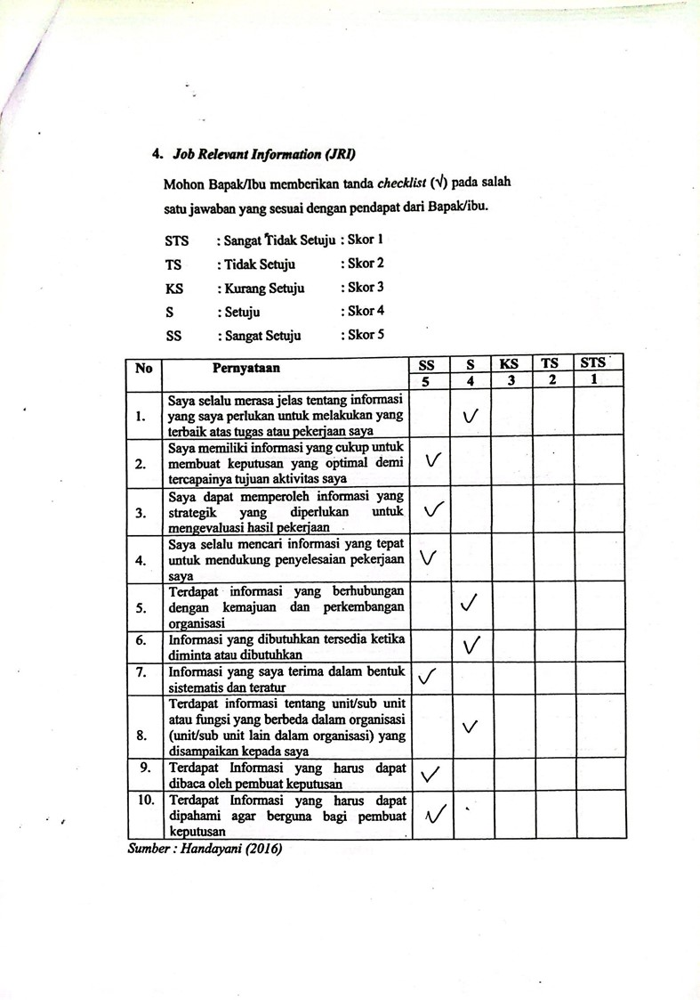 4. Job Relevant Information (JRI)
Mohon Bapak/Ibu memberikan tanda checklist (√) pada salah
satu jawaban yang sesuai dengan pendapat dari Bapak/ibu.
STS : Sangat Tidak Setuju : Skor 1
TS : Tidak Setuju : Skor 2
KS : Kurang Setuju : Skor 3
S : Setuju : Skor 4
SS : Sangat Setuju : Skor 5
No Pernyataan SS S KS TS STS
5 4 3 2 1
Saya selalu merasa jelas tentang informasi
1. yang saya perlukan untuk melakukan yang √
terbaik atas tugas atau pekerjaan saya
Saya memiliki informasi yang cukup untuk
2. membuat keputusan yang optimal demi √
tercapainya tujuan aktivitas saya
Saya dapat memperoleh informasi yang
3. strategik yang diperlukan untuk √
mengevaluasi hasil pekerjaan
Saya selalu mencari informasi yang tepat
4. untuk mendukung penyelesaian pekerjaan √
saya
Terdapat informasi yang berhubungan
5. dengan kemajuan dan perkembangan √
organisasi
6. Informasi yang dibutuhkan tersedia ketika √
diminta atau dibutuhkan
7. Informasi yang saya terima dalam bentuk √
sistematis dan teratur
Terdapat informasi tentang unit/sub unit
atau fungsi yang berbeda dalam organisasi √
8. (unit/sub unit lain dalam organisasi) yang
disampaikan kepada saya
9. Terdapat Informasi yang harus dapat √
dibaca oleh pembuat keputusan
10. Terdapat Informasi yang harus dapat
dipahami agar berguna bagi pembuat √
keputusan
Sumber : Handayani (2016)